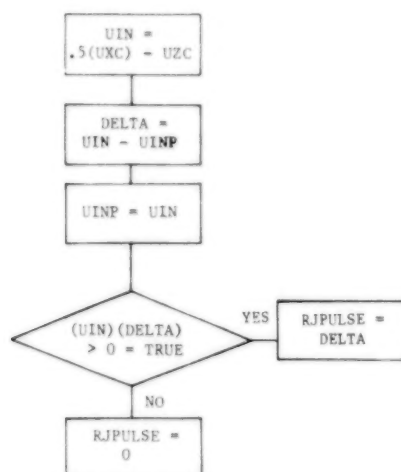 UIN =
.5(UXC) - UZC
DELTA =
UIN - UINP
UINP = UIN
(UIN)(DELTA)
> 0 = TRUE
YES
RJPULSE =
DELTA
NO
RJPULSE =
0